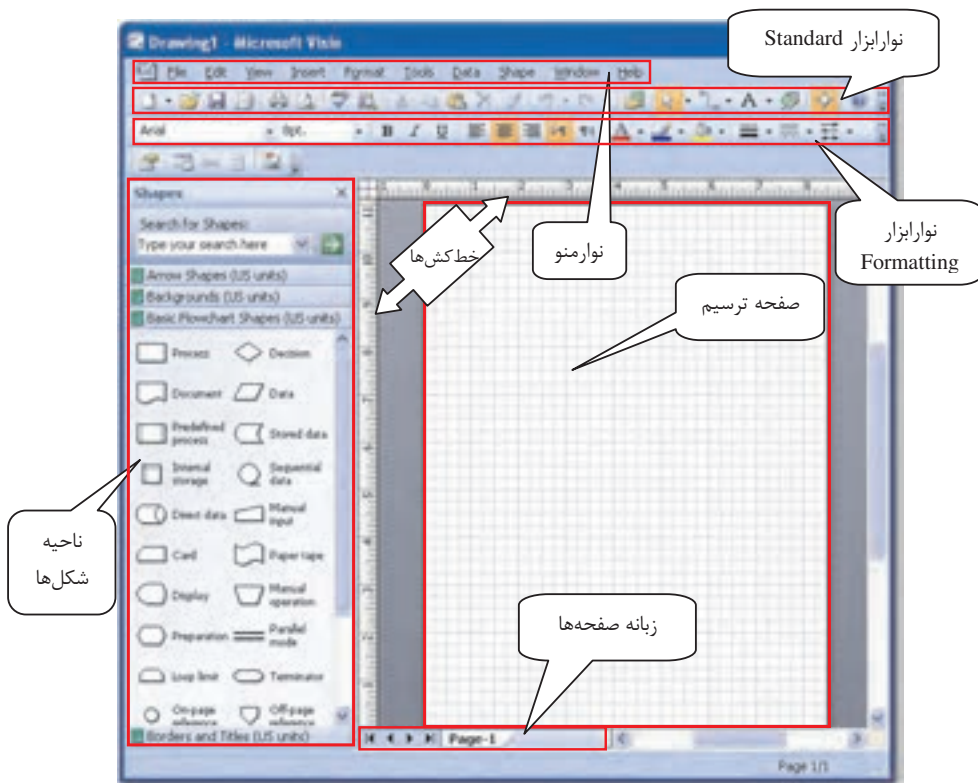 Drawing1 - Microsoft Visio
نوارابزار Standard
File Edit View Insert Format Tools Data Shape Window Help
Arial 8pt.
Shapes
Search for Shapes:
Type your search here
Arrow Shapes (US units)
Backgrounds (US units)
Basic Flowchart Shapes (US units)
خط‌کش‌ها
نوارمنو
نوارابزار
Formatting
صفحه ترسیم
Process Decision
Document Data
Predefined process
Stored data
Internal storage
Sequential data
Direct data
Manual input
Card Paper tape
Display
Manual operation
Preparation
Parallel mode
Loop limit Terminator
On-page reference
Off-page reference
Borders and Titles (US units)
ناحیه
شکل‌ها
زبانه صفحه‌ها
Page-1
Page 1/1